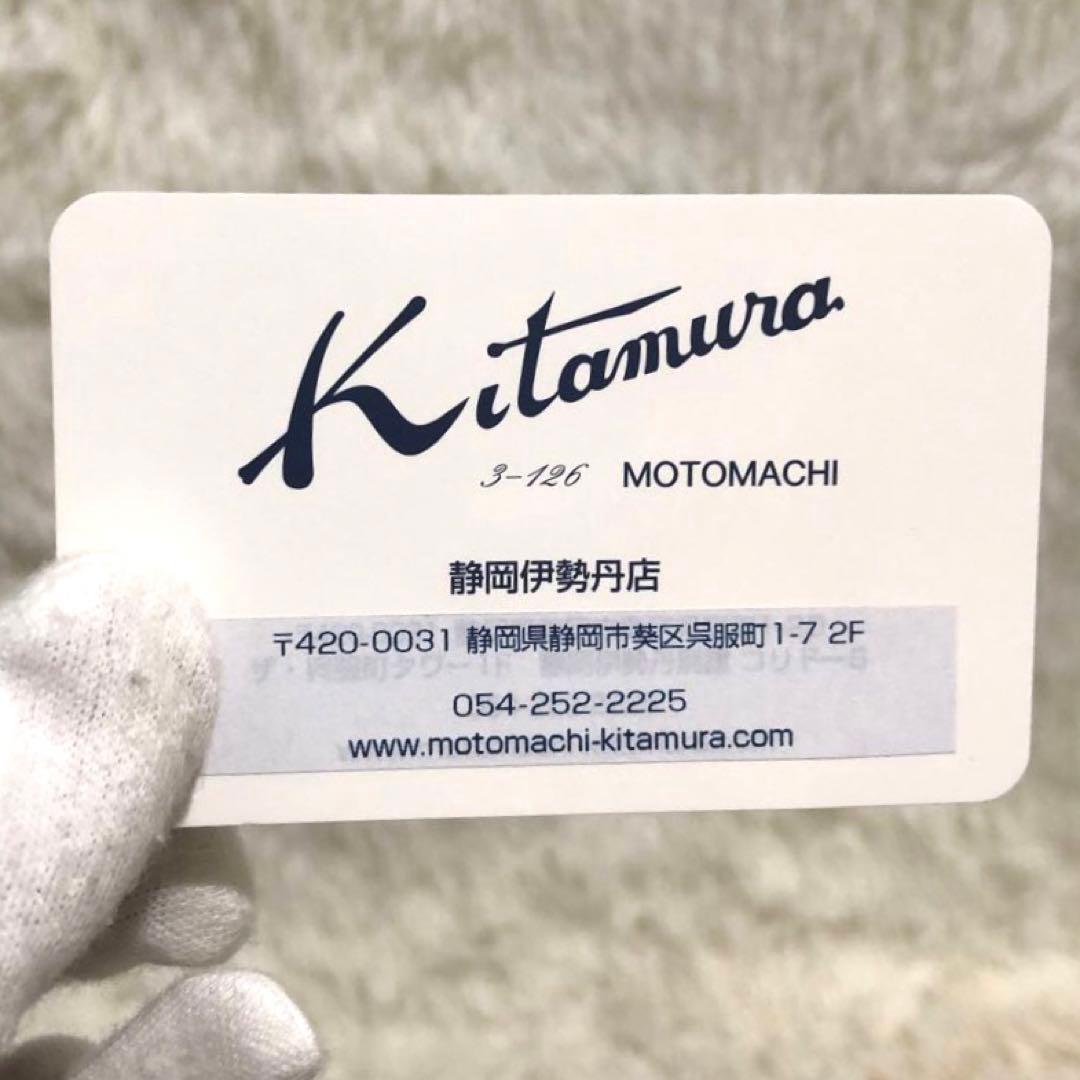 Kitamura
3-126 MOTOMACHI
静岡伊勢丹店
〒420-0031 静岡県静岡市葵区呉服町1-7 2F
054-252-2225
www.motomachi-kitamura.com